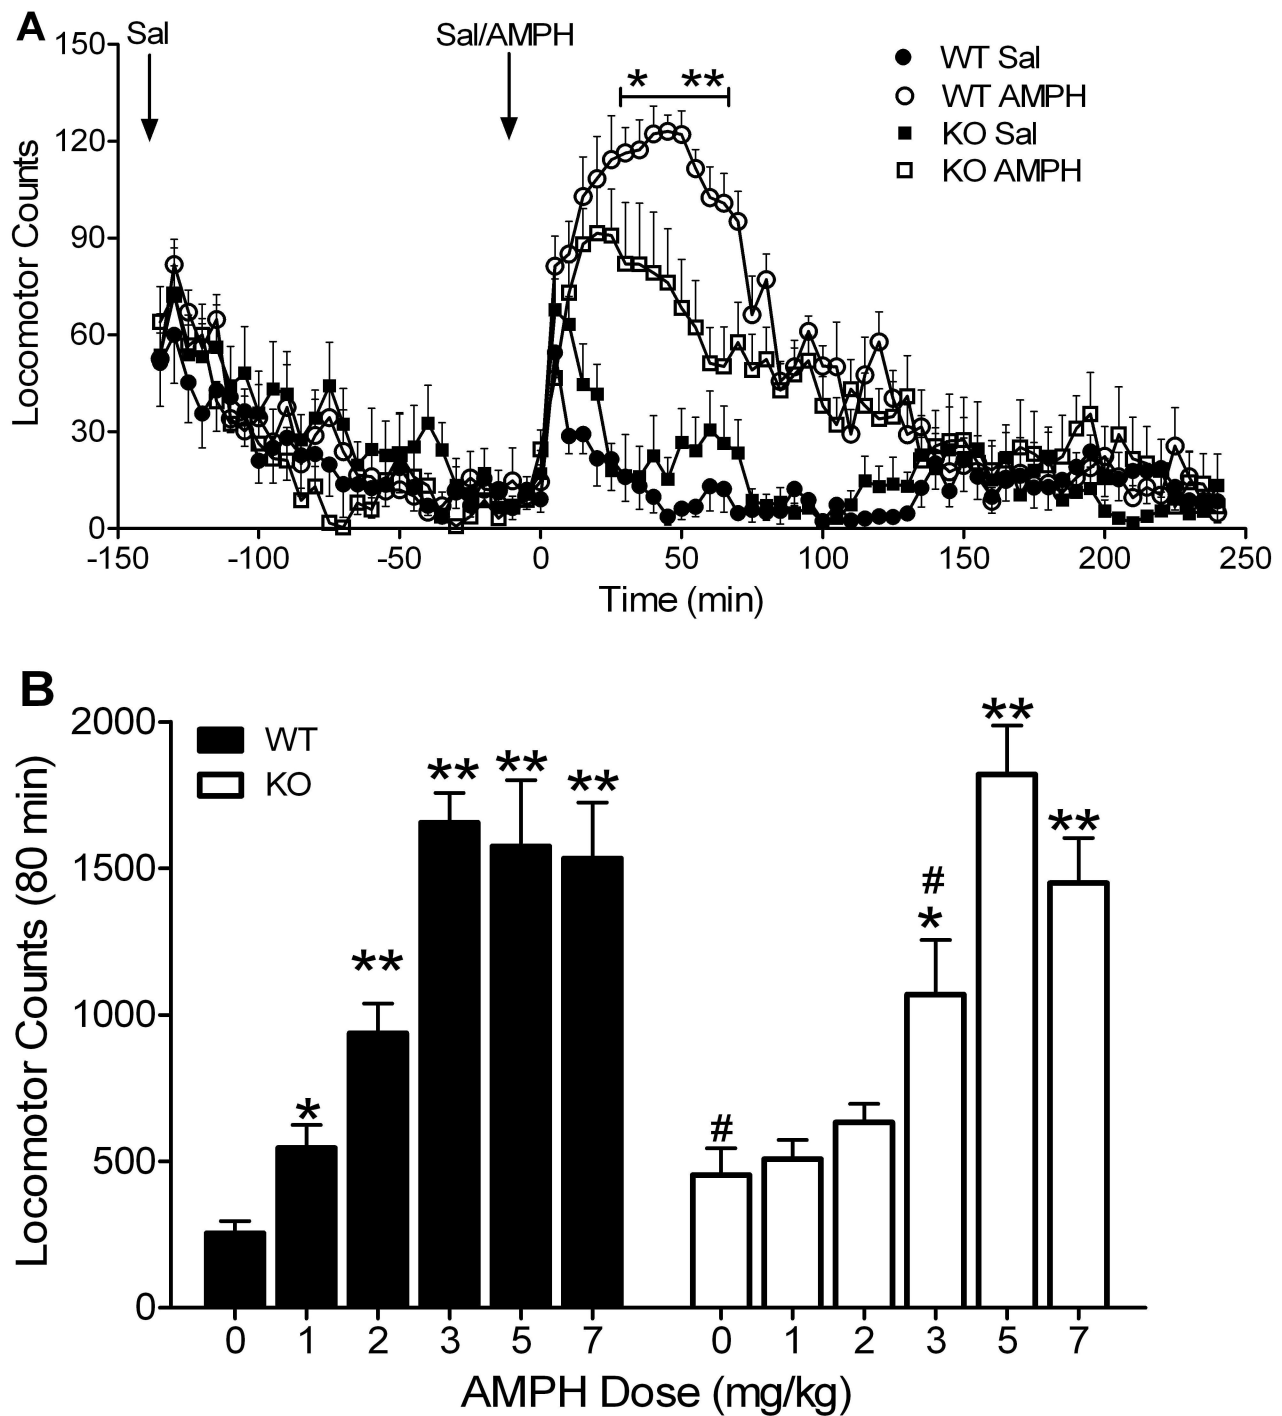 A
Sal
Sal/AMPH
* **
WT Sal
WT AMPH
KO Sal
KO AMPH
Locomotor Counts
150
120
90
60
30
0
-150 -100 -50 0 50 100 150 200 250
Time (min)
B
WT
KO
Locomotor Counts (80 min)
2000
1500
1000
500
0
* ** ** ** **
# # * ** **
0 1 2 3 5 7 0 1 2 3 5 7
AMPH Dose (mg/kg)